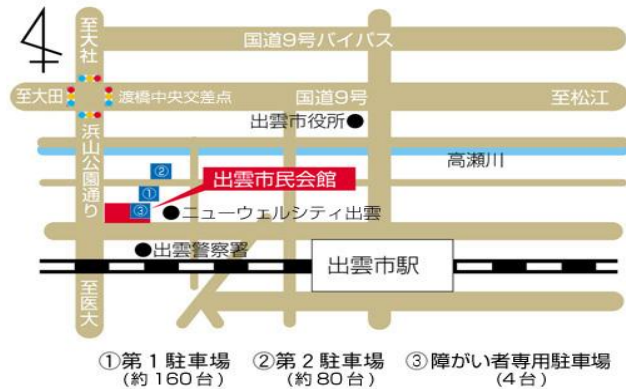 至大社
国道9号バイパス
至大田
渡橋中央交差点
国道9号
至松江
出雲市役所
浜山公園通り
高瀬川
②
出雲市民会館
①
③
ニューウェルシティ出雲
出雲警察署
出雲市駅
至医大
①第1駐車場
(約160台)
②第2駐車場
(約80台)
③障がい者専用駐車場
(4台)